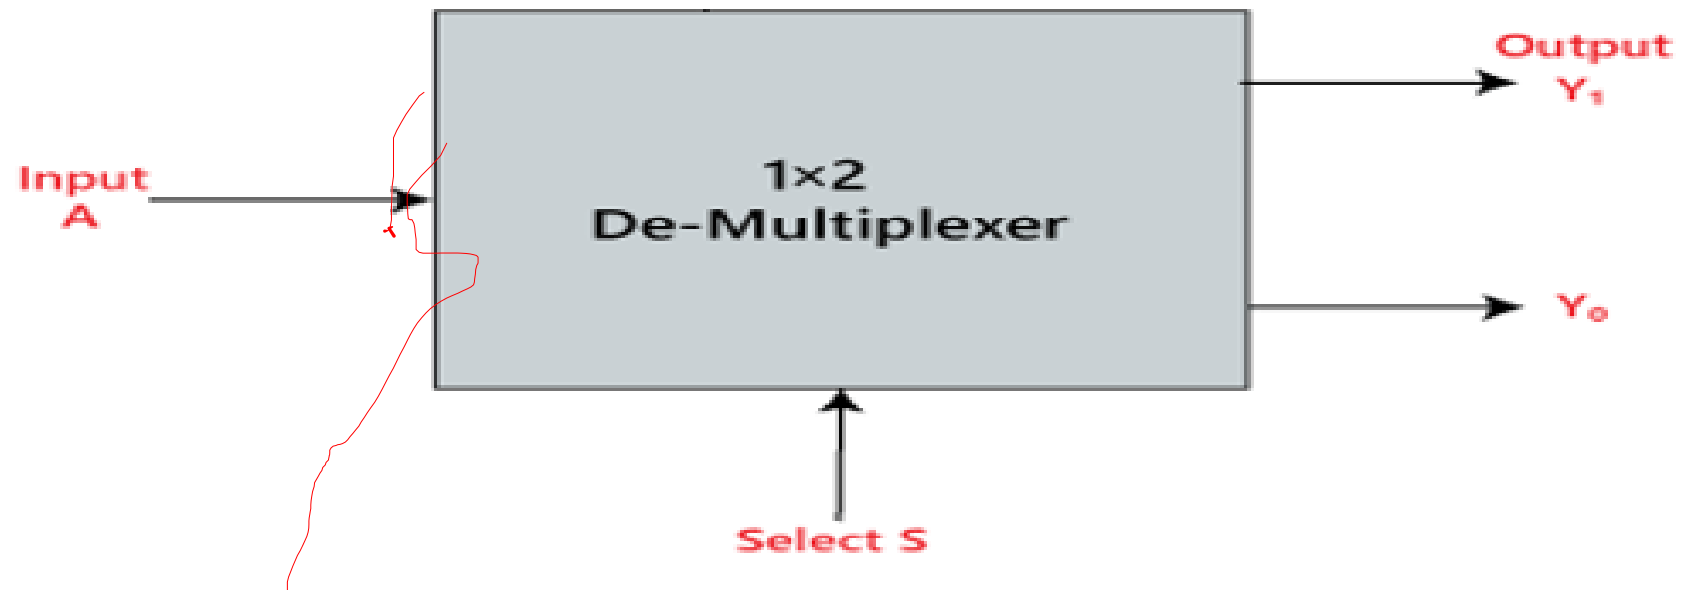 Output
Y₁
Input
A
1×2
De-Multiplexer
Y₀
Select S